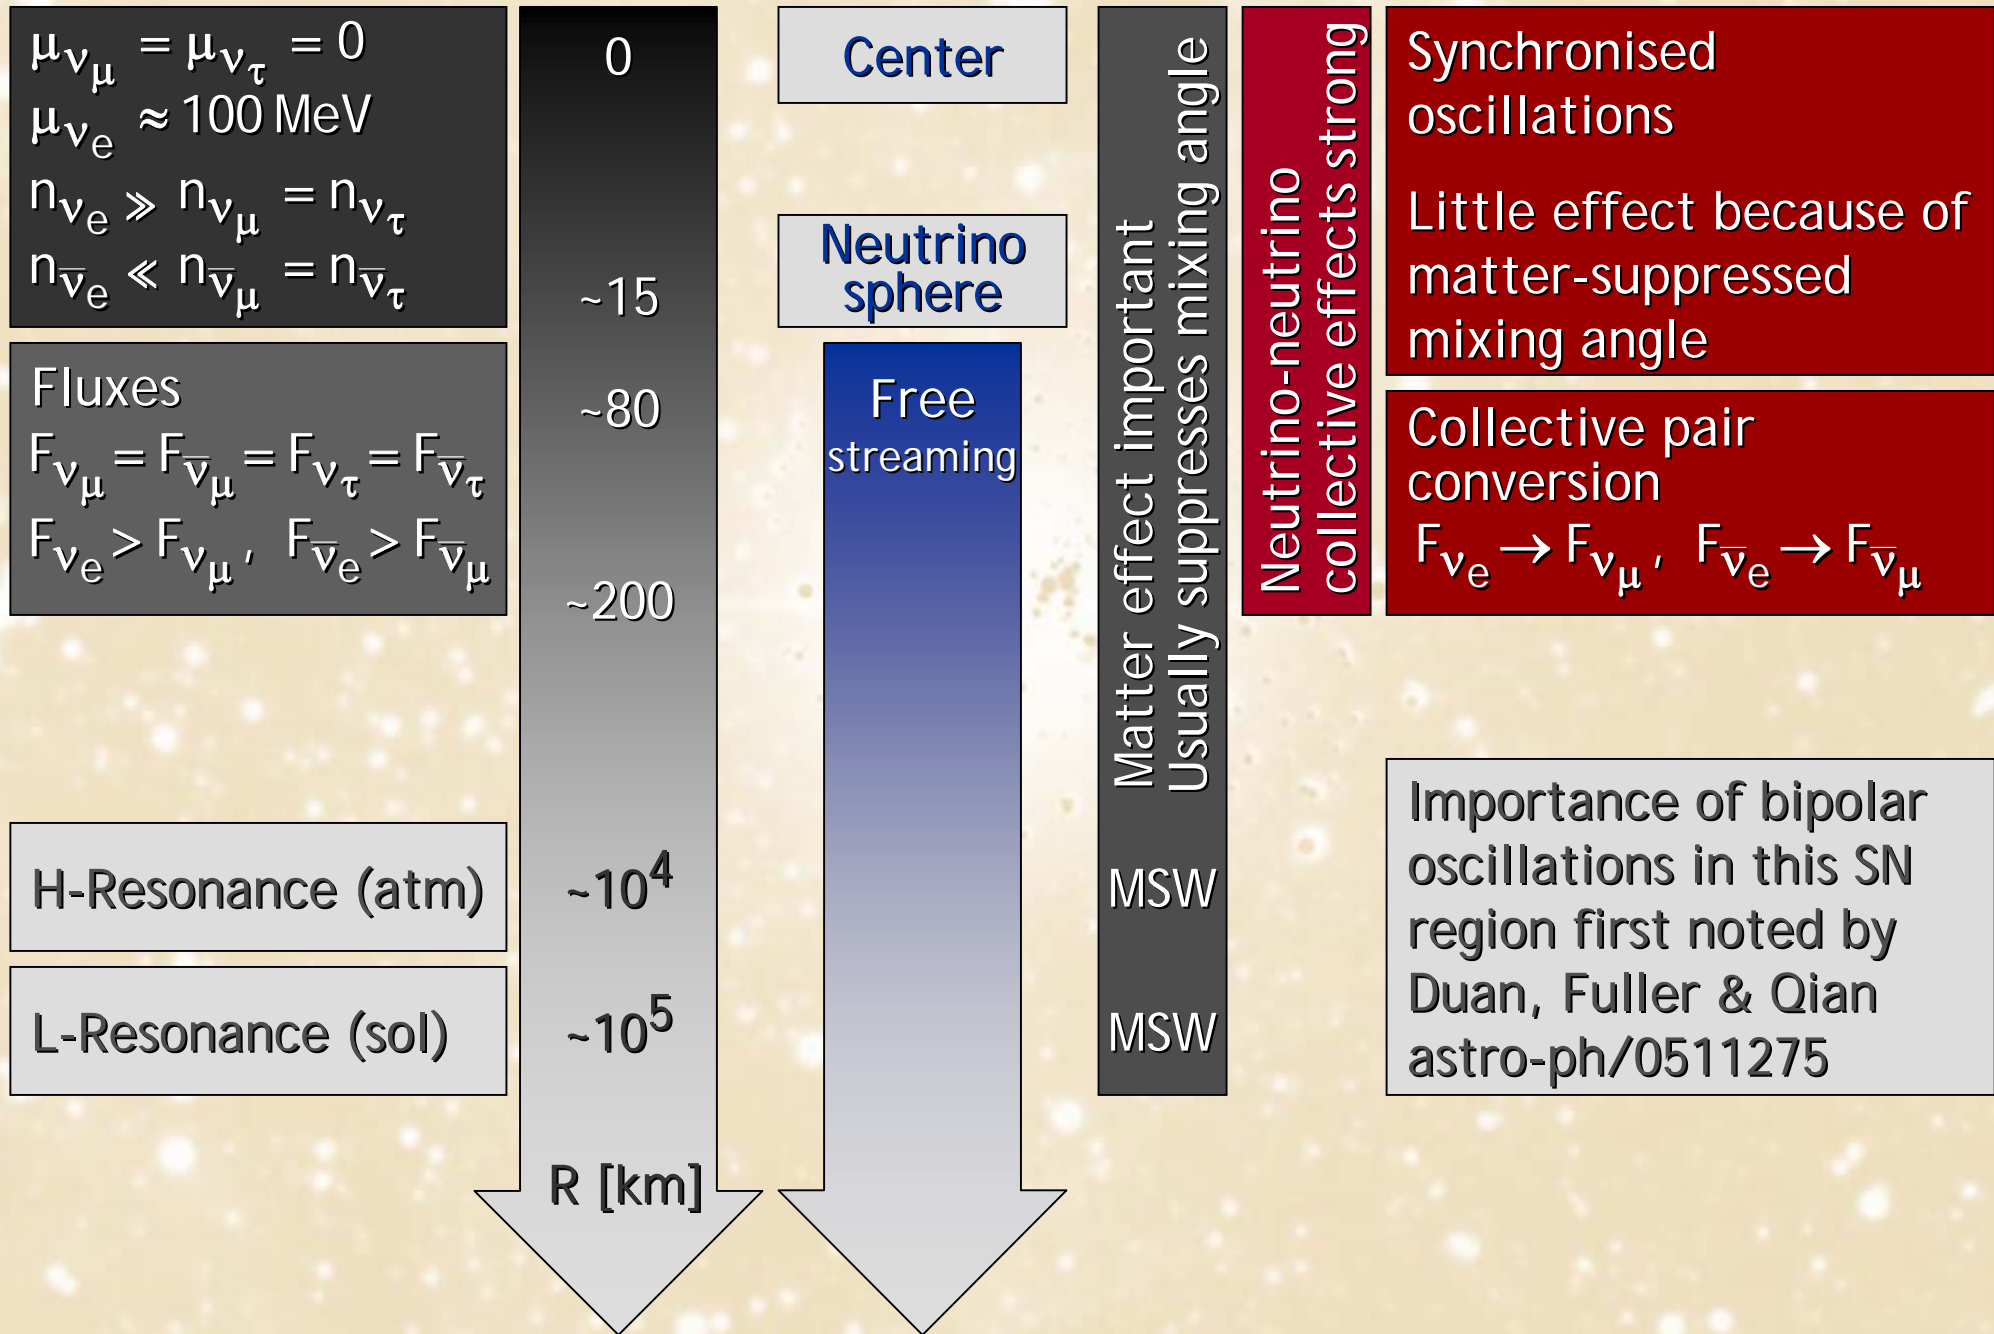 μνμ = μντ = 0
μνe ≈ 100 MeV
nνe ≫ nνμ = nντ
nν̅e ≪ nν̅μ = nν̅τ
Fluxes
Fνμ = Fν̅μ = Fντ = Fν̅τ
Fνe > Fνμ, Fν̅e > Fν̅μ
H-Resonance (atm)
L-Resonance (sol)
0
~15
~80
~200
~10⁴
~10⁵
R [km]
Center
Neutrino
sphere
Free
streaming
Matter effect important
Usually suppresses mixing angle
MSW
MSW
Neutrino-neutrino
collective effects strong
Synchronised
oscillations
Little effect because of
matter-suppressed
mixing angle
Collective pair
conversion
Fνe → Fνμ, Fν̅e → Fν̅μ
Importance of bipolar
oscillations in this SN
region first noted by
Duan, Fuller & Qian
astro-ph/0511275